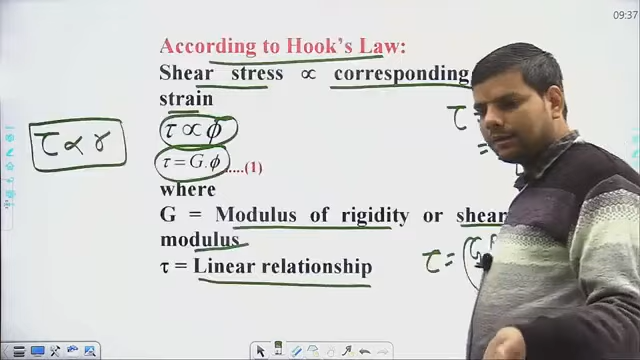 09:37
According to Hook's Law:
Shear stress ∝ corresponding
strain
τ ∝ ϕ
τ = G.ϕ .....(1)
τ ∝ r
where
G = Modulus of rigidity or shear
modulus
τ = Linear relationship
τ
=
τ =